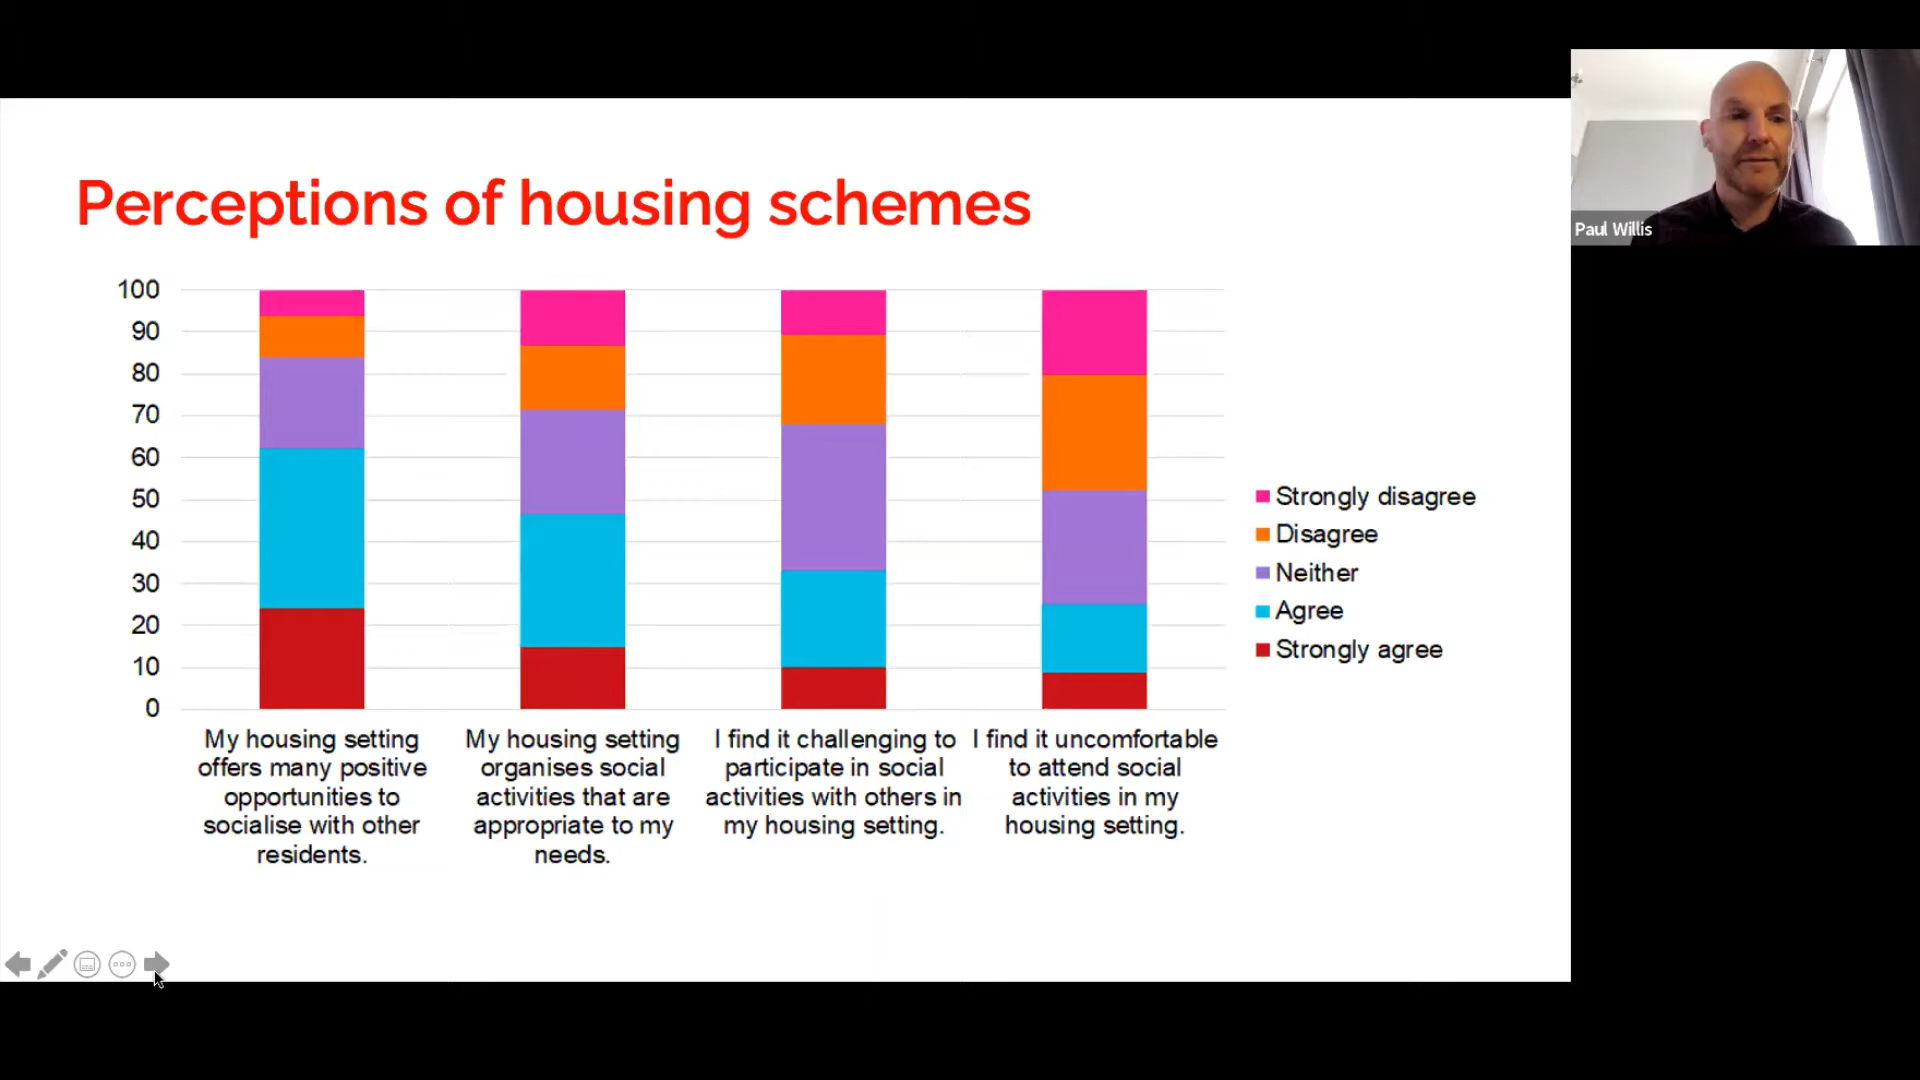 Perceptions of housing schemes
Paul Willis
100
90
80
70
60
50
40
30
20
10
0
My housing setting
offers many positive
opportunities to
socialise with other
residents.
My housing setting
organises social
activities that are
appropriate to my
needs.
I find it challenging to
participate in social
activities with others in
my housing setting.
I find it uncomfortable
to attend social
activities in my
housing setting.
Strongly disagree
Disagree
Neither
Agree
Strongly agree